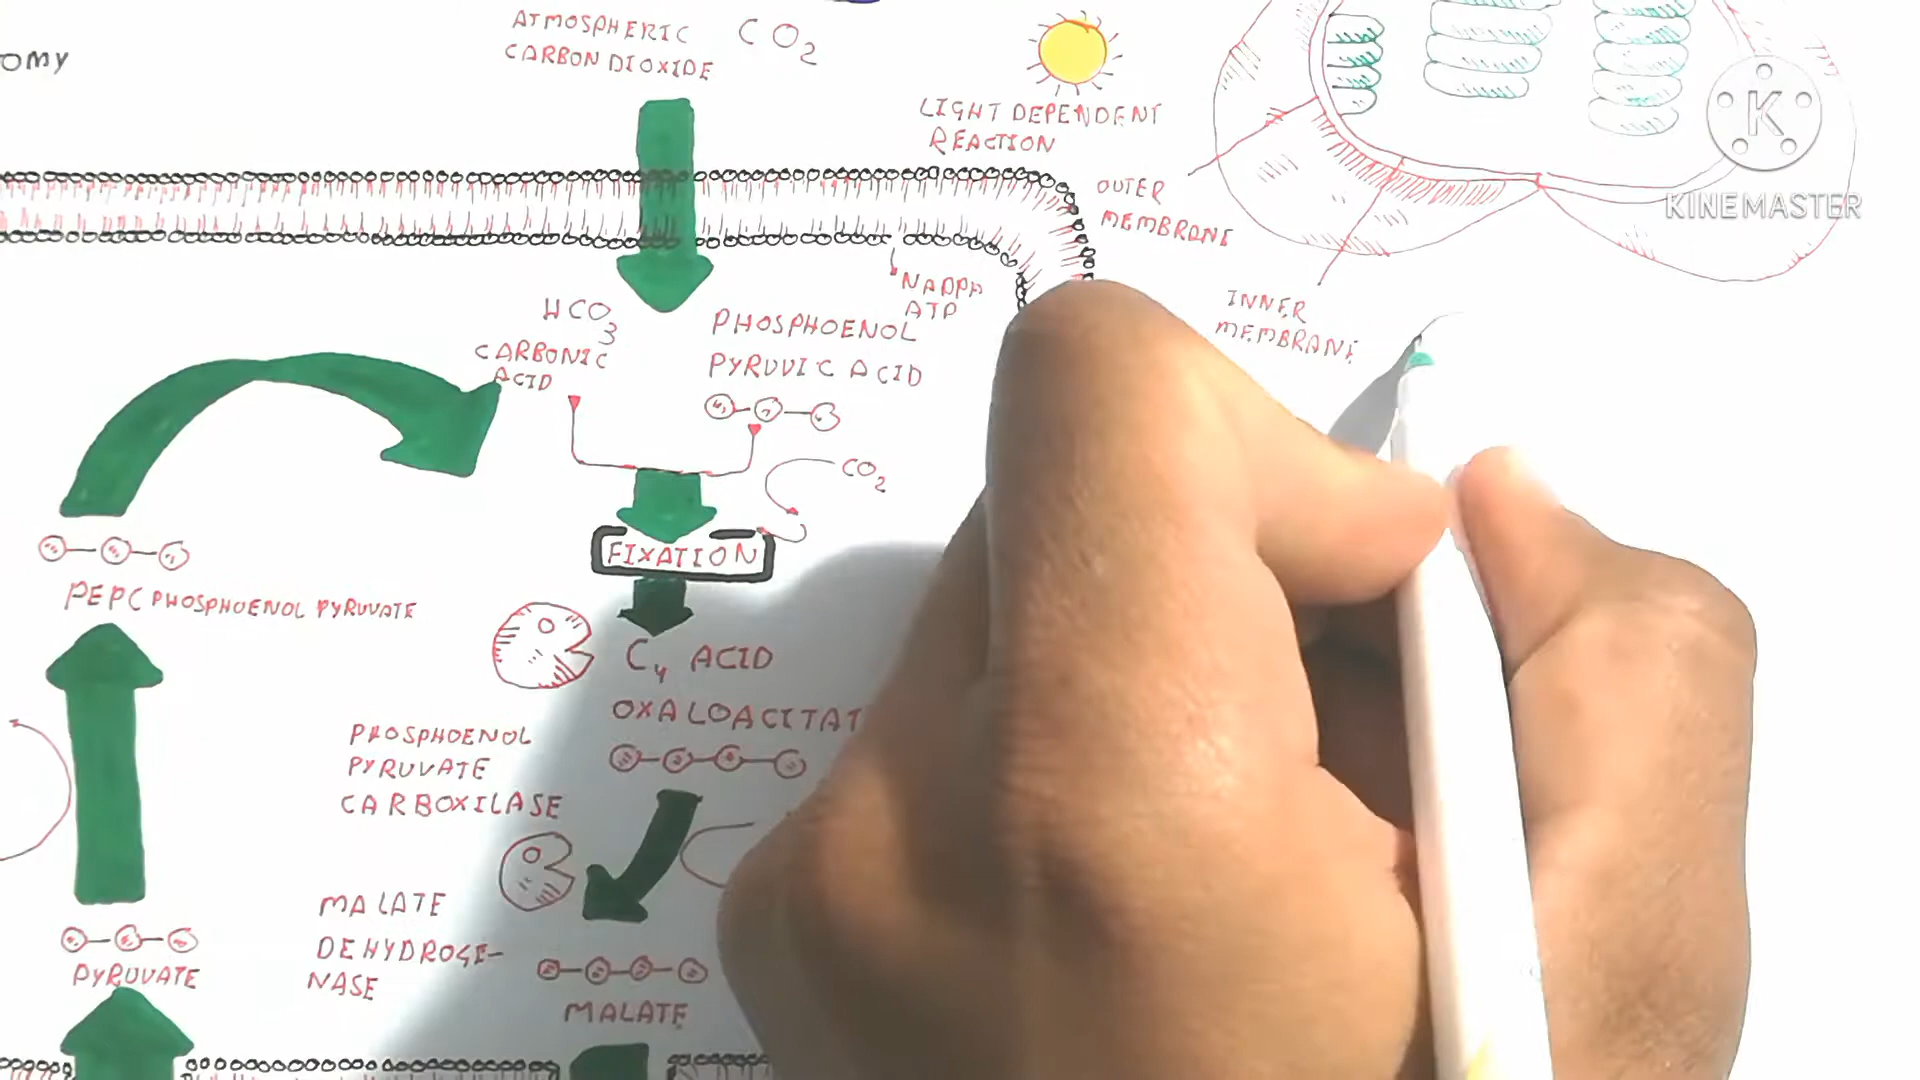 OMY
ATMOSPHERIC
CARBON DIOXIDE
CO2
LIGHT DEPENDENT
REACTION
K
KINEMASTER
OUTER
MEMBRANE
NADPH
ATP
INNER
MEMBRANE
HCO3
CARBONIC
ACID
PHOSPHOENOL
PYRUVIC ACID
CO2
FIXATION
PEPC PHOSPHOENOL PYRUVATE
C4 ACID
OXALOACITAT
PHOSPHOENOL
PYRUVATE
CARBOXILASE
MALATE
DEHYDROGE-
NASE
PYRUVATE
MALATE